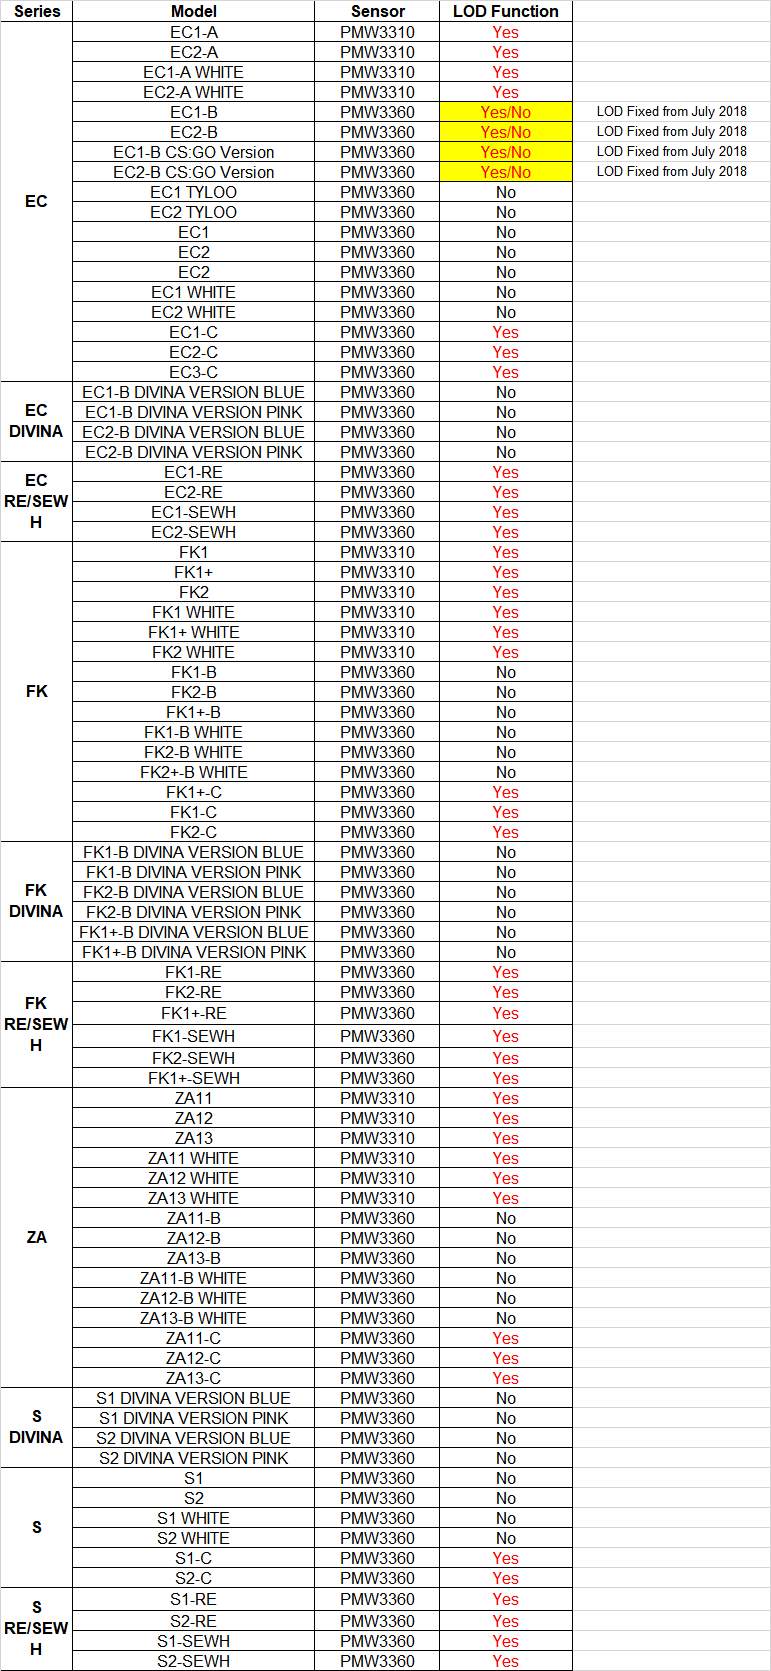 Series Model Sensor LOD Function
EC1-A PMW3310 Yes
EC2-A PMW3310 Yes
EC1-A WHITE PMW3310 Yes
EC2-A WHITE PMW3310 Yes
EC1-B PMW3360 Yes/No LOD Fixed from July 2018
EC2-B PMW3360 Yes/No LOD Fixed from July 2018
EC1-B CS:GO Version PMW3360 Yes/No LOD Fixed from July 2018
EC2-B CS:GO Version PMW3360 Yes/No LOD Fixed from July 2018
EC EC1 TYLOO PMW3360 No
EC2 TYLOO PMW3360 No
EC1 PMW3360 No
EC2 PMW3360 No
EC2 PMW3360 No
EC1 WHITE PMW3360 No
EC2 WHITE PMW3360 No
EC1-C PMW3360 Yes
EC2-C PMW3360 Yes
EC3-C PMW3360 Yes
EC1-B DIVINA VERSION BLUE PMW3360 No
EC EC1-B DIVINA VERSION PINK PMW3360 No
DIVINA EC2-B DIVINA VERSION BLUE PMW3360 No
EC2-B DIVINA VERSION PINK PMW3360 No
EC EC1-RE PMW3360 Yes
RE/SEW EC2-RE PMW3360 Yes
H EC1-SEWH PMW3360 Yes
EC2-SEWH PMW3360 Yes
FK1 PMW3310 Yes
FK1+ PMW3310 Yes
FK2 PMW3310 Yes
FK1 WHITE PMW3310 Yes
FK1+ WHITE PMW3310 Yes
FK2 WHITE PMW3310 Yes
FK1-B PMW3360 No
FK FK2-B PMW3360 No
FK1+-B PMW3360 No
FK1-B WHITE PMW3360 No
FK2-B WHITE PMW3360 No
FK2+-B WHITE PMW3360 No
FK1+-C PMW3360 Yes
FK1-C PMW3360 Yes
FK2-C PMW3360 Yes
FK1-B DIVINA VERSION BLUE PMW3360 No
FK1-B DIVINA VERSION PINK PMW3360 No
FK FK2-B DIVINA VERSION BLUE PMW3360 No
DIVINA FK2-B DIVINA VERSION PINK PMW3360 No
FK1+-B DIVINA VERSION BLUE PMW3360 No
FK1+-B DIVINA VERSION PINK PMW3360 No
FK1-RE PMW3360 Yes
FK FK2-RE PMW3360 Yes
RE/SEW FK1+-RE PMW3360 Yes
H FK1-SEWH PMW3360 Yes
FK2-SEWH PMW3360 Yes
FK1+-SEWH PMW3360 Yes
ZA11 PMW3310 Yes
ZA12 PMW3310 Yes
ZA13 PMW3310 Yes
ZA11 WHITE PMW3310 Yes
ZA12 WHITE PMW3310 Yes
ZA13 WHITE PMW3310 Yes
ZA11-B PMW3360 No
ZA ZA12-B PMW3360 No
ZA13-B PMW3360 No
ZA11-B WHITE PMW3360 No
ZA12-B WHITE PMW3360 No
ZA13-B WHITE PMW3360 No
ZA11-C PMW3360 Yes
ZA12-C PMW3360 Yes
ZA13-C PMW3360 Yes
S1 DIVINA VERSION BLUE PMW3360 No
S S1 DIVINA VERSION PINK PMW3360 No
DIVINA S2 DIVINA VERSION BLUE PMW3360 No
S2 DIVINA VERSION PINK PMW3360 No
S1 PMW3360 No
S2 PMW3360 No
S S1 WHITE PMW3360 No
S2 WHITE PMW3360 No
S1-C PMW3360 Yes
S2-C PMW3360 Yes
S S1-RE PMW3360 Yes
RE/SEW S2-RE PMW3360 Yes
H S1-SEWH PMW3360 Yes
S2-SEWH PMW3360 Yes